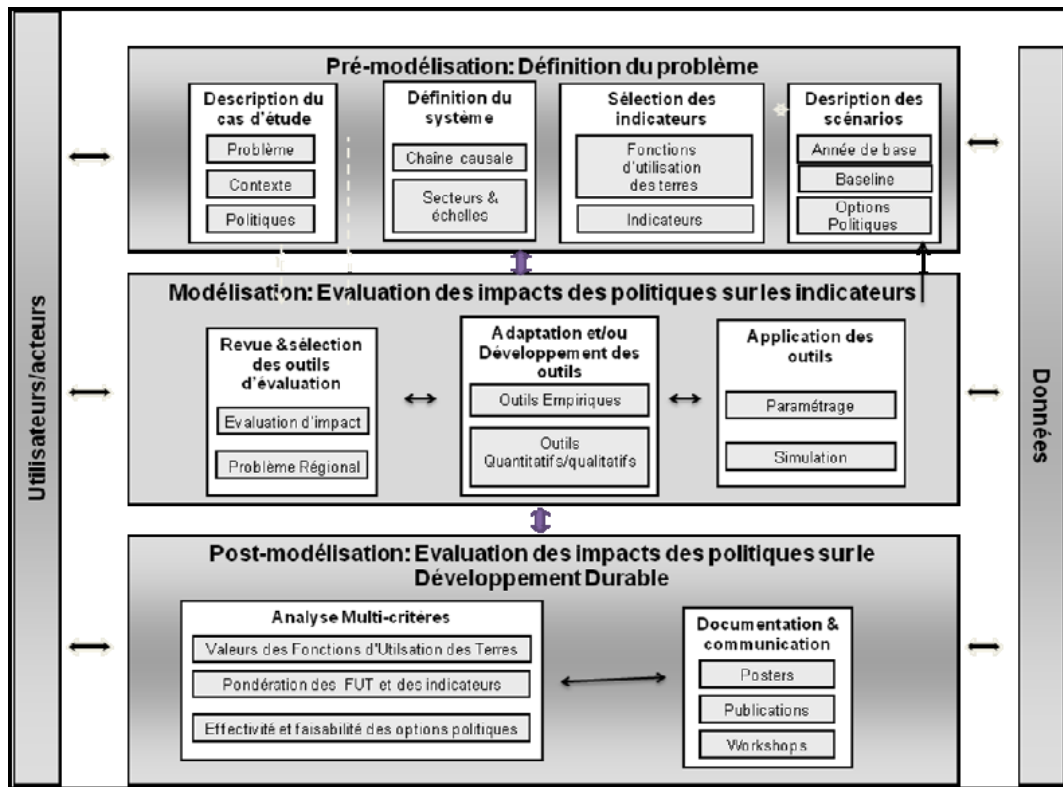 Utilisateurs/acteurs
Pré-modélisation: Définition du problème
Description du
cas d'étude
Problème
Contexte
Politiques
Définition du
système
Chaîne causale
Secteurs &
échelles
Sélection des
indicateurs
Fonctions
d'utilisation
des terres
Indicateurs
Desription des
scénarios
Année de base
Baseline
Options
Politiques
Modélisation: Evaluation des impacts des politiques sur les indicateurs
Revue & sélection
des outils
d'évaluation
Evaluation d'impact
Problème Régional
Adaptation et/ou
Développement des
outils
Outils Empiriques
Outils
Quantitatifs/qualitatifs
Application des
outils
Paramétrage
Simulation
Post-modélisation: Evaluation des impacts des politiques sur le
Développement Durable
Analyse Multi-critères
Valeurs des Fonctions d'Utilsation des Terres
Pondération des FUT et des indicateurs
Effectivité et faisabilité des options politiques
Documentation &
communication
Posters
Publications
Workshops
Données